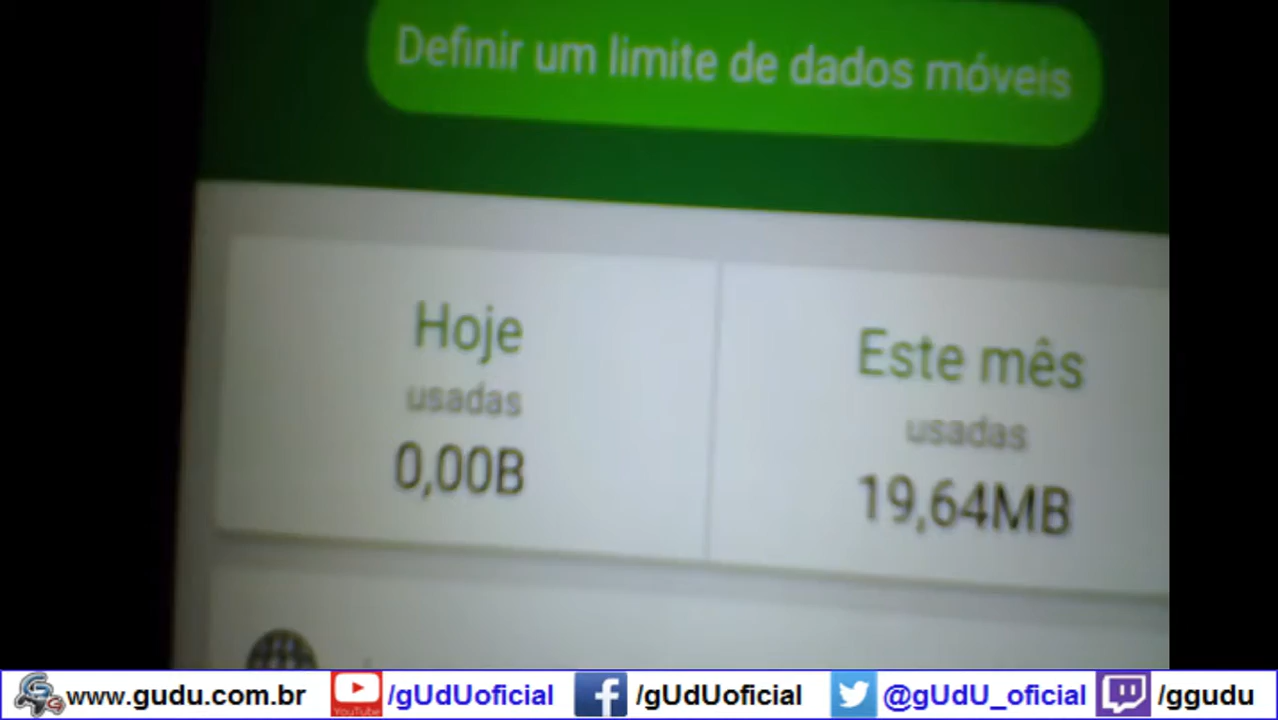 Definir um limite de dados móveis
Hoje
usadas
0,00B
Este mês
usadas
19,64MB
www.gudu.com.br
YouTube
/gUdUoficial
/gUdUoficial
@gUdU_oficial
/ggudu